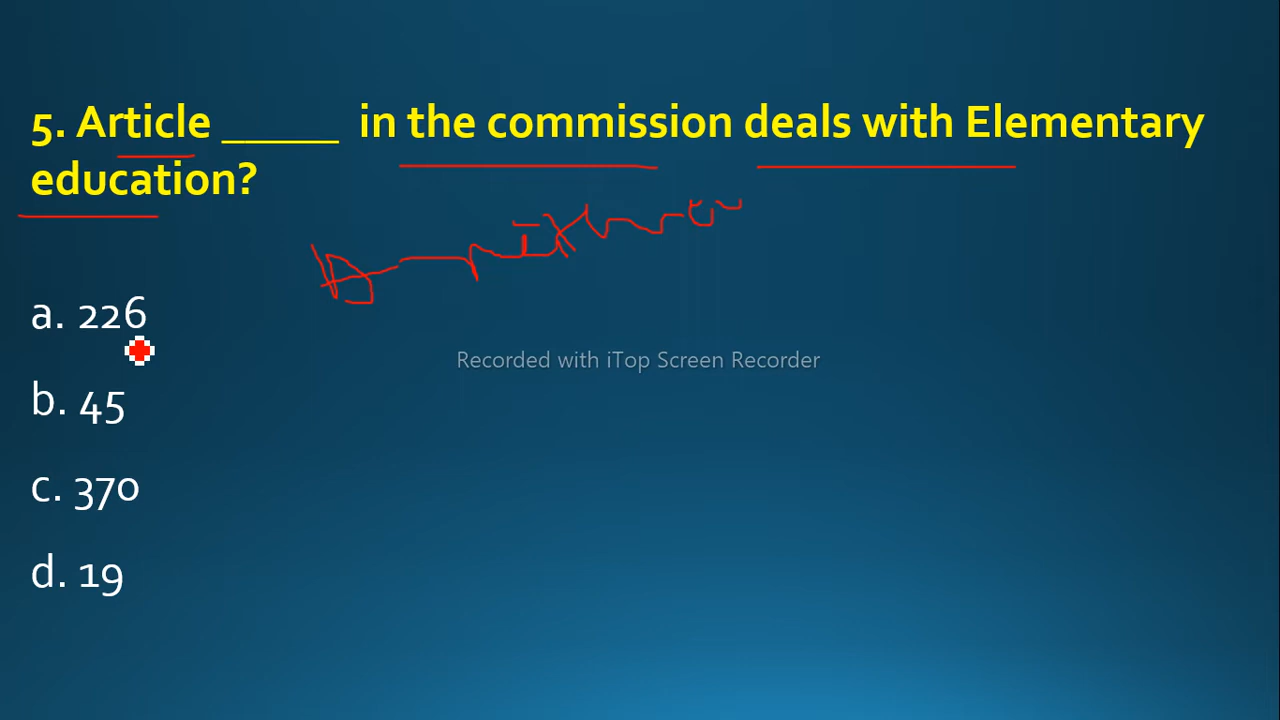 5. Article _____ in the commission deals with Elementary
education?
a. 226
Recorded with iTop Screen Recorder
b. 45
c. 370
d. 19